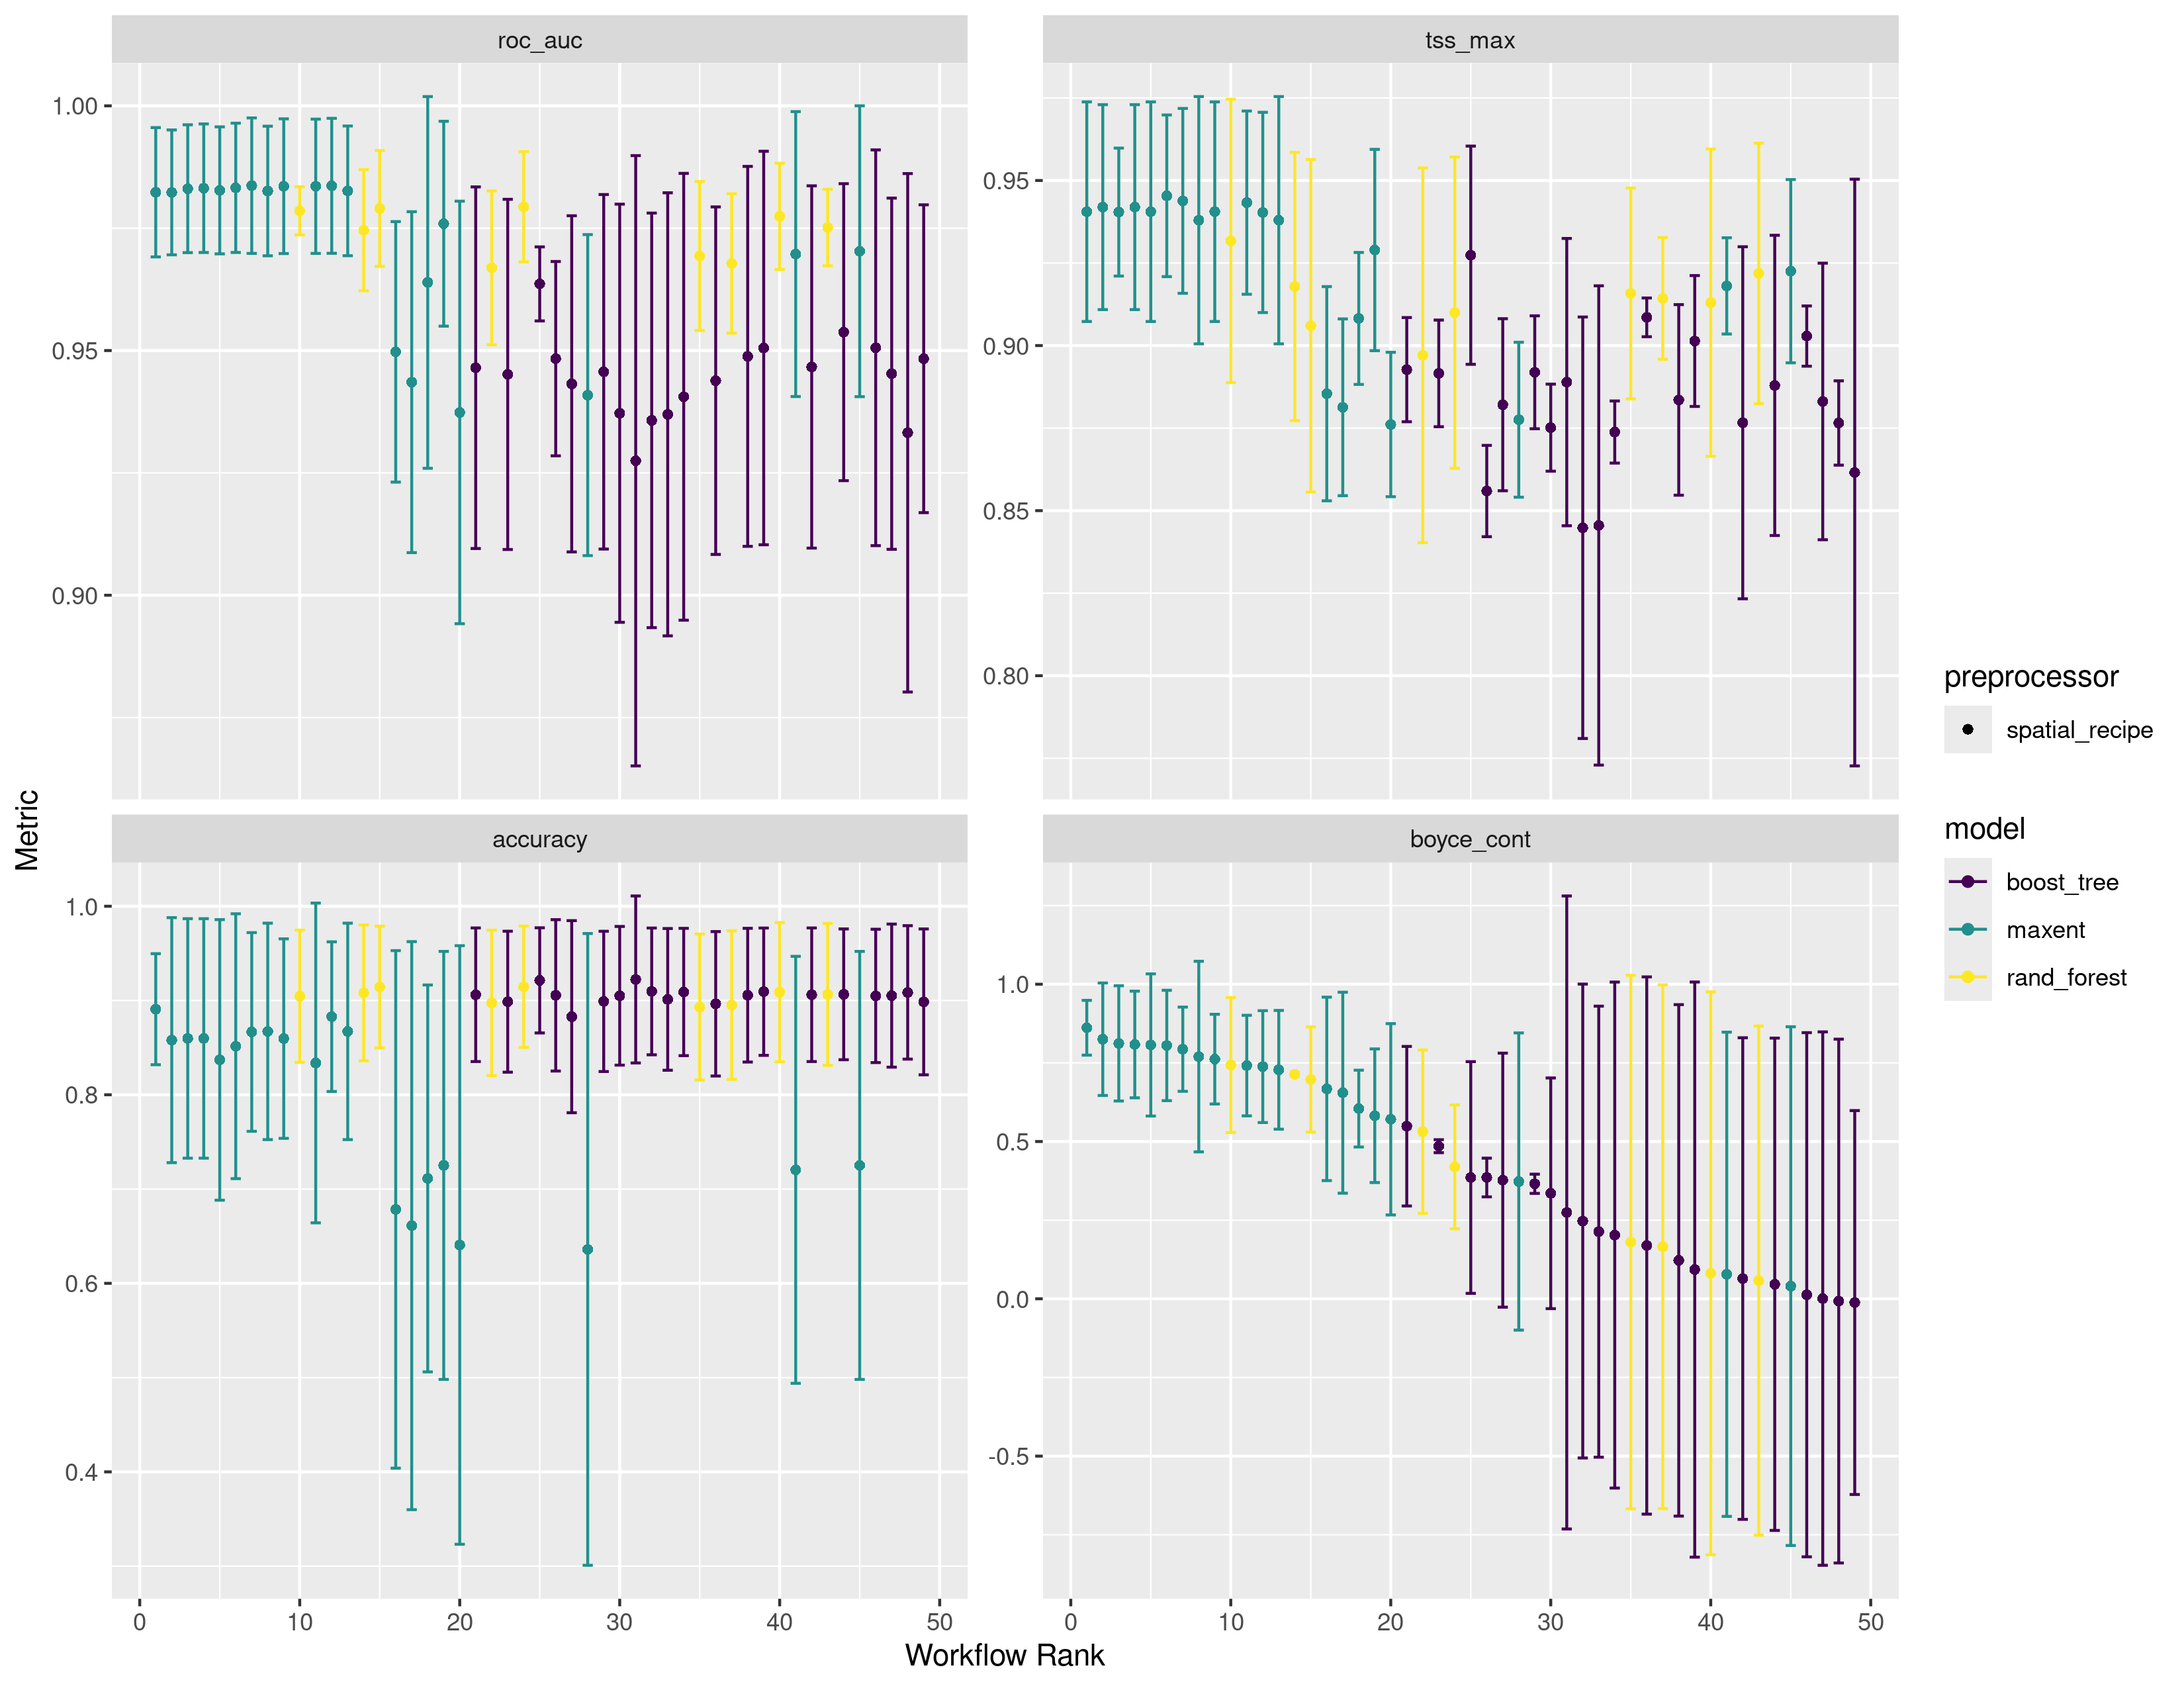 roc_auc
tss_max
1.00
0.95
0.90
0.95
0.90
0.85
0.80
accuracy
boyce_cont
1.0
0.8
0.6
0.4
1.0
0.5
0.0
-0.5
0 10 20 30 40 50
0 10 20 30 40 50
Workflow Rank
Metric
preprocessor
spatial_recipe
model
boost_tree
maxent
rand_forest